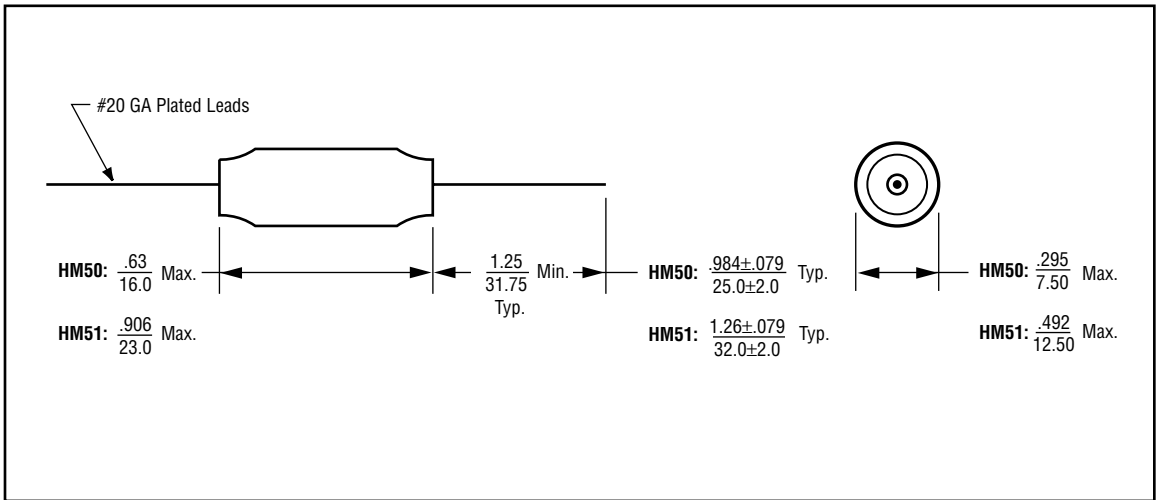 #20 GA Plated Leads
HM50: .63/16.0 Max.
HM51: .906/23.0 Max.
1.25/31.75 Min.
Typ.
HM50: .984±.079/25.0±2.0 Typ.
HM51: 1.26±.079/32.0±2.0 Typ.
HM50: .295/7.50 Max.
HM51: .492/12.50 Max.